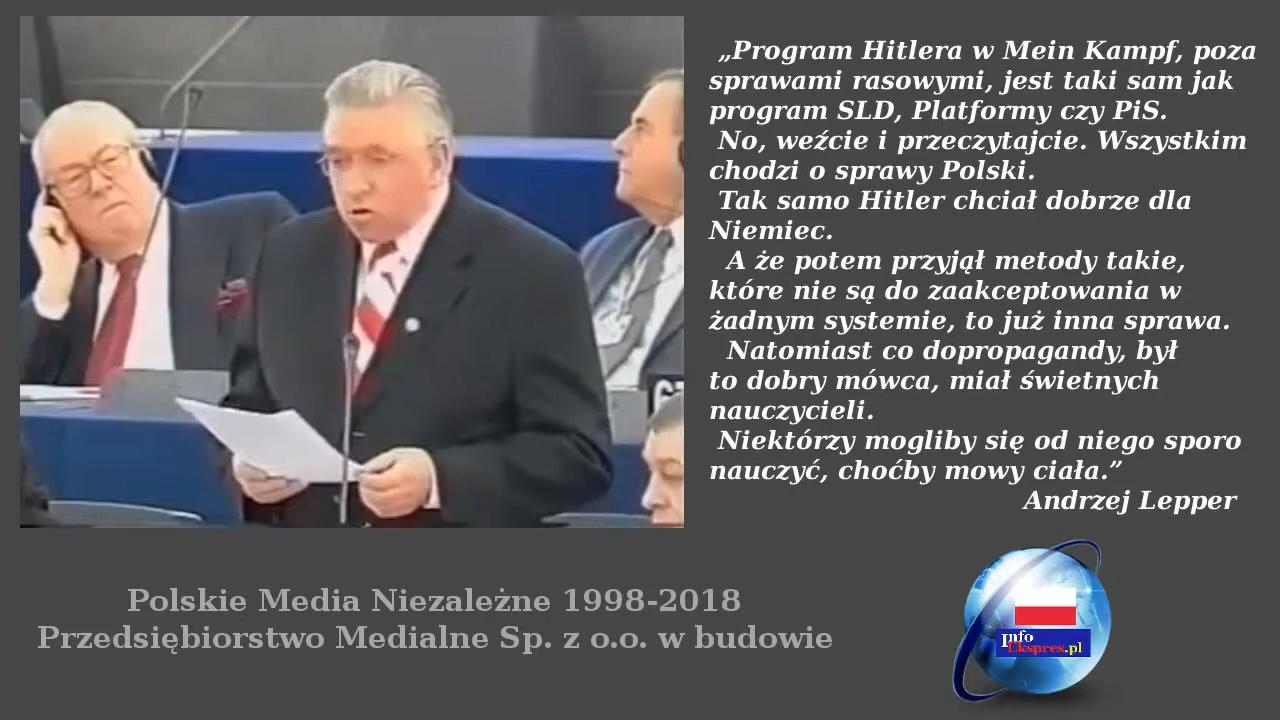 „Program Hitlera w Mein Kampf, poza
sprawami rasowymi, jest taki sam jak
program SLD, Platformy czy PiS.
No, weźcie i przeczytajcie. Wszystkim
chodzi o sprawy Polski.
Tak samo Hitler chciał dobrze dla
Niemiec.
A że potem przyjął metody takie,
które nie są do zaakceptowania w
żadnym systemie, to już inna sprawa.
Natomiast co dopropagandy, był
to dobry mówca, miał świetnych
nauczycieli.
Niektórzy mogliby się od niego sporo
nauczyć, choćby mowy ciała.”
Andrzej Lepper
Polskie Media Niezależne 1998-2018
Przedsiębiorstwo Medialne Sp. z o.o. w budowie
Info
Ekspres.pl